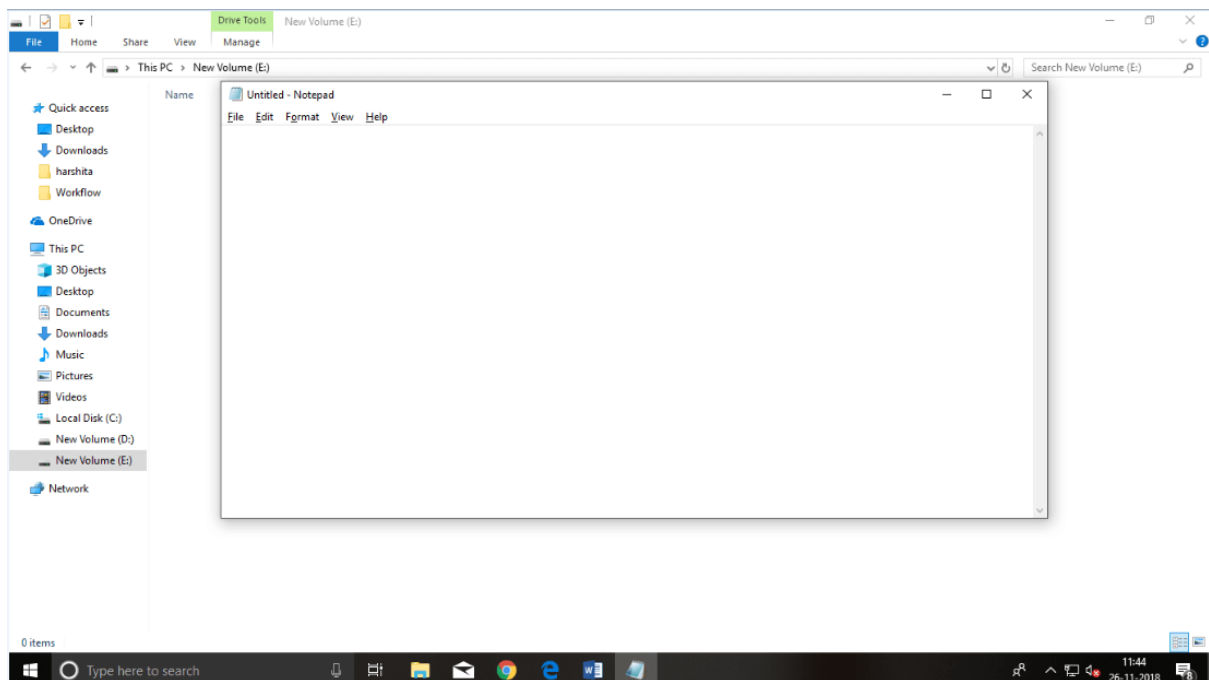 Drive Tools New Volume (E:)
File Home Share View Manage
This PC > New Volume (E:)
Search New Volume (E:)
Name
Quick access
Desktop
Downloads
harshita
Workflow
OneDrive
This PC
3D Objects
Desktop
Documents
Downloads
Music
Pictures
Videos
Local Disk (C:)
New Volume (D:)
New Volume (E:)
Network
Untitled - Notepad
File Edit Format View Help
0 items
Type here to search
11:44
26-11-2018
8